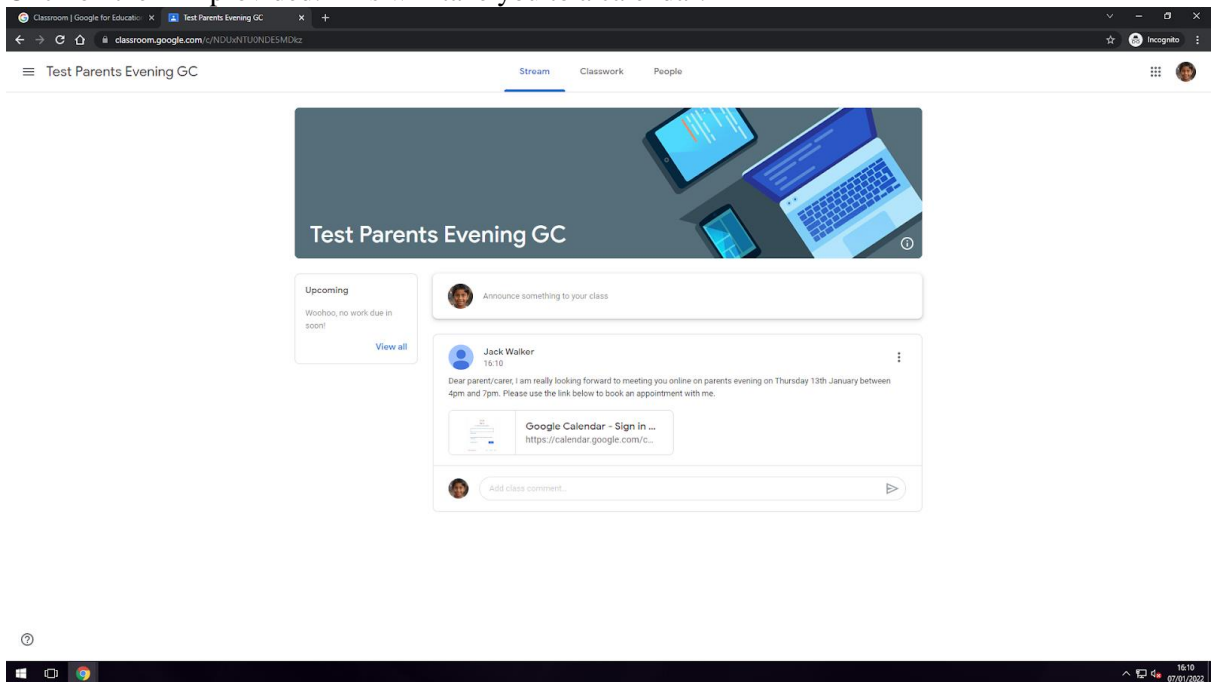 Classroom | Google for Education
Test Parents Evening GC
classroom.google.com/c/NDUxNTU0NDE5MDkz
Incognito
Test Parents Evening GC
Stream
Classwork
People
Test Parents Evening GC
Upcoming
Woohoo, no work due in
soon!
View all
Announce something to your class
Jack Walker
16:10
Dear parent/carer, I am really looking forward to meeting you online on parents evening on Thursday 13th January between
4pm and 7pm. Please use the link below to book an appointment with me.
Google Calendar - Sign in ...
https://calendar.google.com/c...
Add class comment...
16:10
07/01/2022